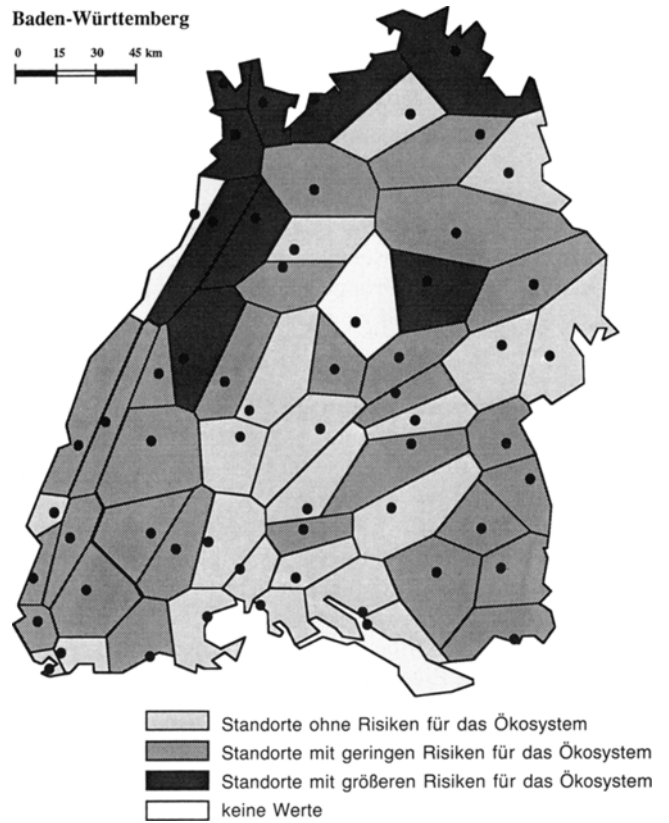 Baden-Württemberg
0 15 30 45 km
Standorte ohne Risiken für das Ökosystem
Standorte mit geringen Risiken für das Ökosystem
Standorte mit größeren Risiken für das Ökosystem
keine Werte